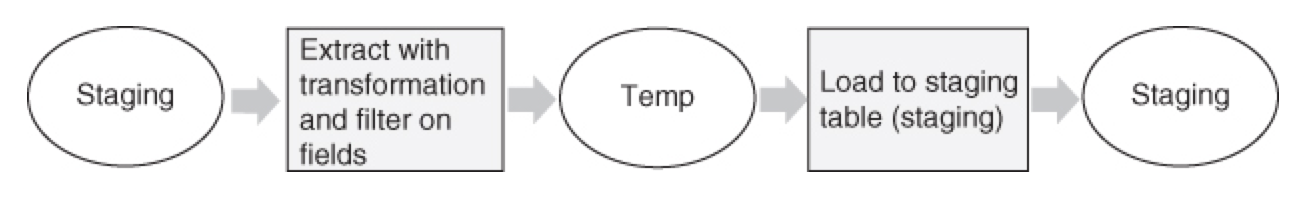 Staging
Extract with
transformation
and filter on
fields
Temp
Load to staging
table (staging)
Staging